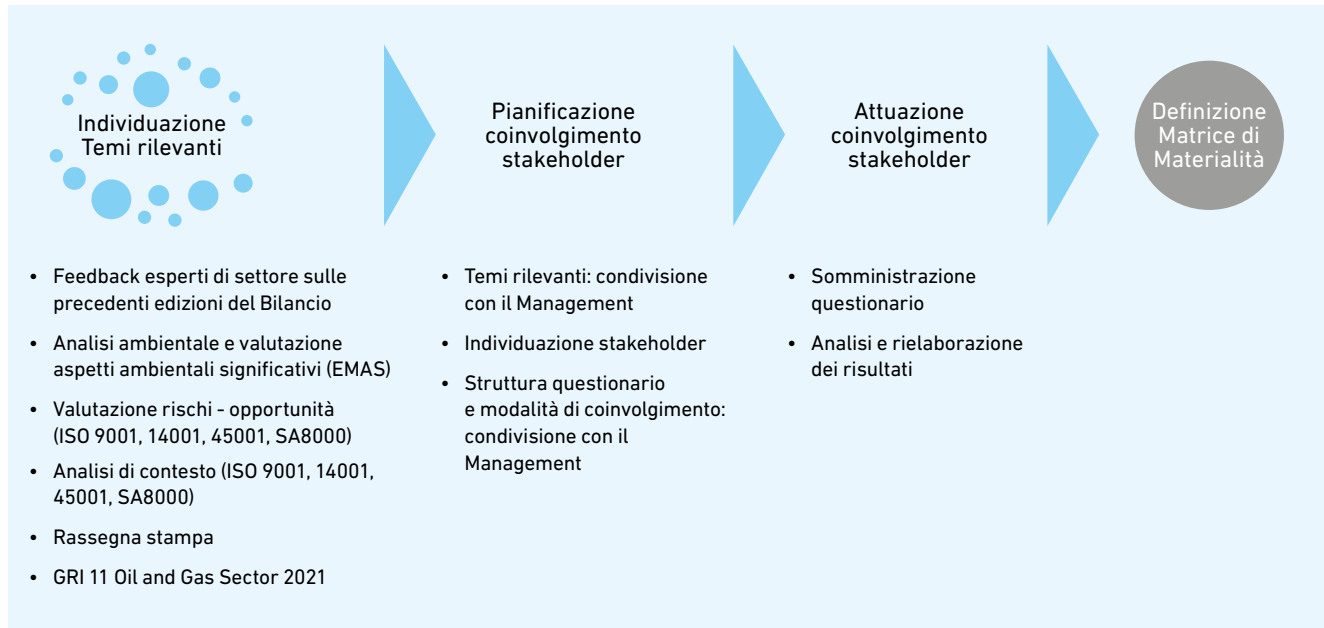 Individuazione
Temi rilevanti
Pianificazione
coinvolgimento
stakeholder
Attuazione
coinvolgimento
stakeholder
Definizione
Matrice di
Materialità
• Feedback esperti di settore sulle
precedenti edizioni del Bilancio
• Analisi ambientale e valutazione
aspetti ambientali significativi (EMAS)
• Valutazione rischi - opportunità
(ISO 9001, 14001, 45001, SA8000)
• Analisi di contesto (ISO 9001, 14001,
45001, SA8000)
• Rassegna stampa
• GRI 11 Oil and Gas Sector 2021
• Temi rilevanti: condivisione
con il Management
• Individuazione stakeholder
• Struttura questionario
e modalità di coinvolgimento:
condivisione con il
Management
• Somministrazione
questionario
• Analisi e rielaborazione
dei risultati